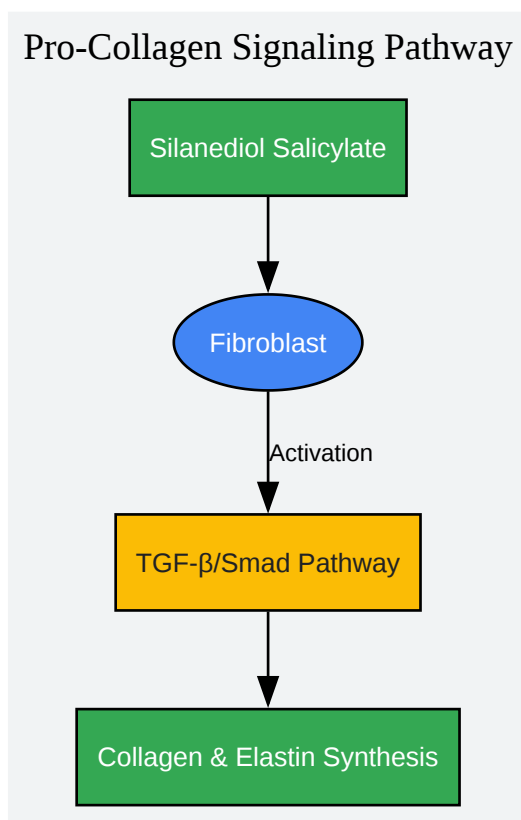 Pro-Collagen Signaling Pathway
Silanediol Salicylate
Fibroblast
Activation
TGF-β/Smad Pathway
Collagen & Elastin Synthesis